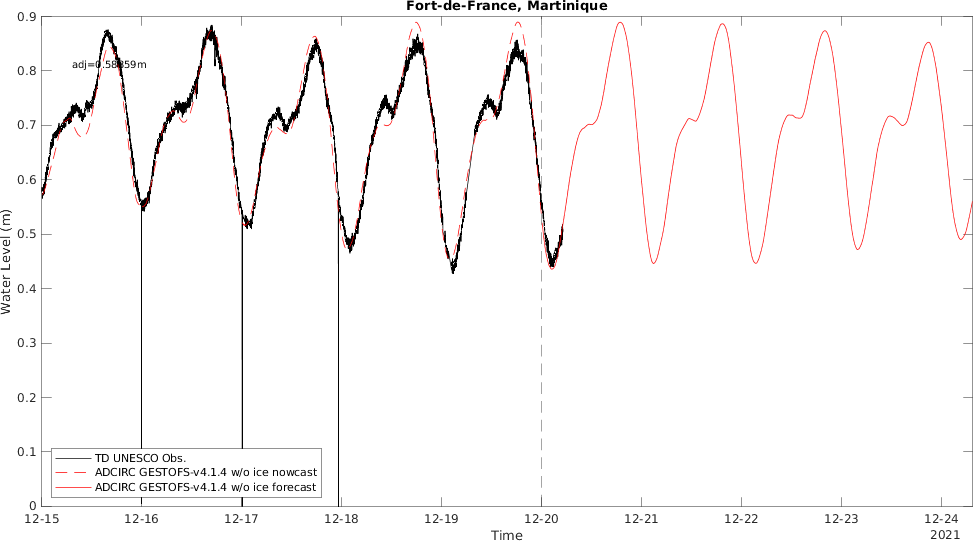 Fort-de-France, Martinique
0.9
0.8
0.7
0.6
0.5
0.4
0.3
0.2
0.1
0
Water Level (m)
adj=0.58859m
TD UNESCO Obs.
ADCIRC GESTOFS-v4.1.4 w/o ice nowcast
ADCIRC GESTOFS-v4.1.4 w/o ice forecast
12-15 12-16 12-17 12-18 12-19 12-20 12-21 12-22 12-23 12-24
Time
2021